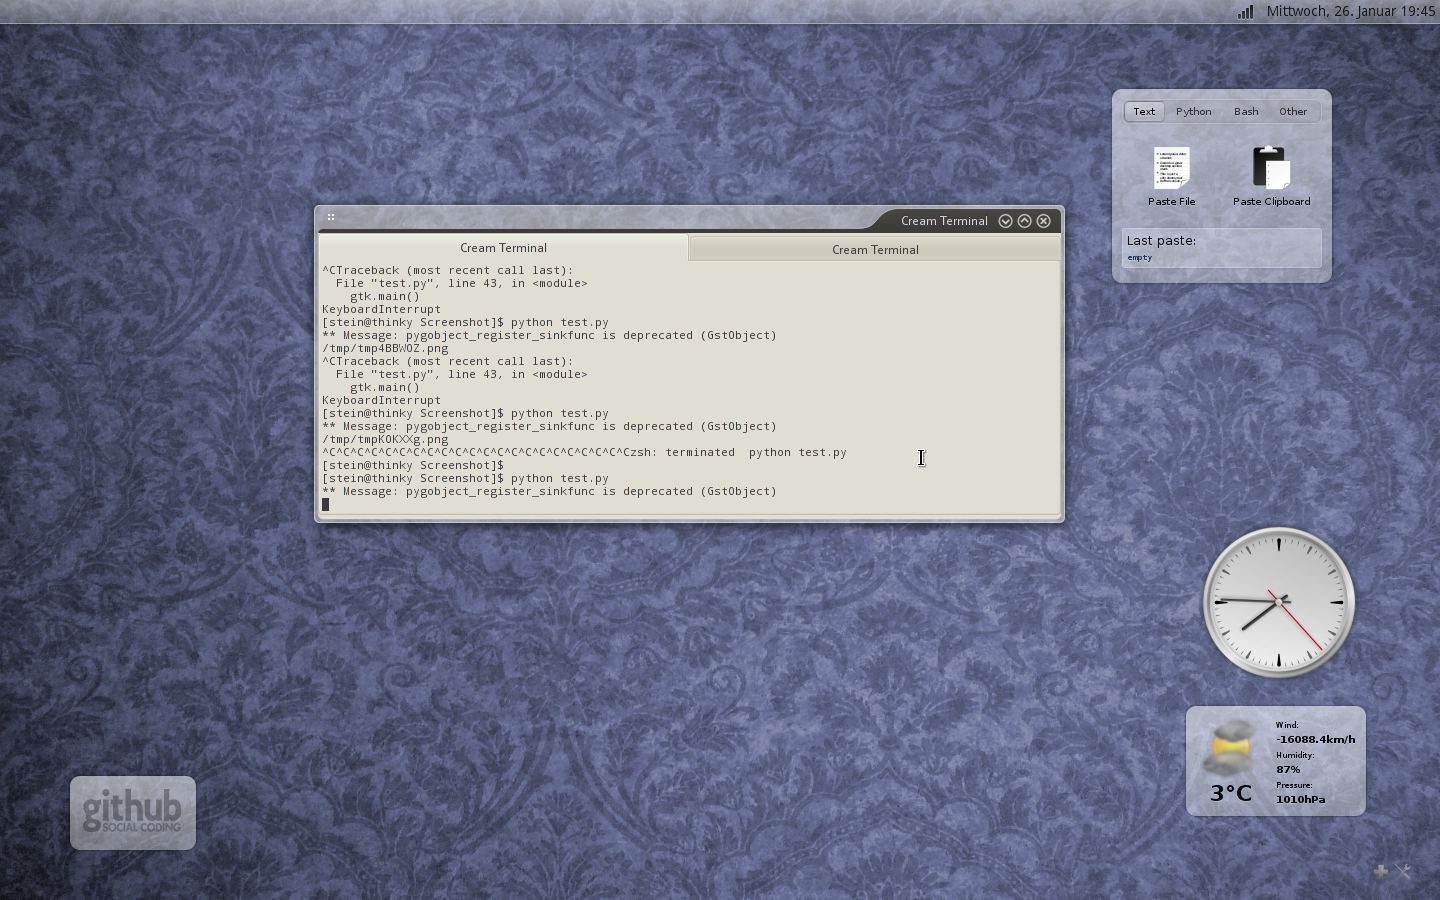 Mittwoch, 26. Januar 19:45
Text Python Bash Other
Paste File Paste Clipboard
Last paste:
empty
Cream Terminal
Cream Terminal Cream Terminal
^CTraceback (most recent call last):
  File "test.py", line 43, in <module>
    gtk.main()
KeyboardInterrupt
[stein@thinky Screenshot]$ python test.py
** Message: pygobject_register_sinkfunc is deprecated (GstObject)
/tmp/tmp4BBWOZ.png
^CTraceback (most recent call last):
  File "test.py", line 43, in <module>
    gtk.main()
KeyboardInterrupt
[stein@thinky Screenshot]$ python test.py
** Message: pygobject_register_sinkfunc is deprecated (GstObject)
/tmp/tmpKOKXXg.png
^C^C^C^C^C^C^C^C^C^C^C^C^C^C^C^C^C^C^C^C^C^Czsh: terminated  python test.py
[stein@thinky Screenshot]$
[stein@thinky Screenshot]$ python test.py
** Message: pygobject_register_sinkfunc is deprecated (GstObject)
Wind:
-16088.4km/h
Humidity:
87%
Pressure:
1010hPa
3°C
github
SOCIAL CODING